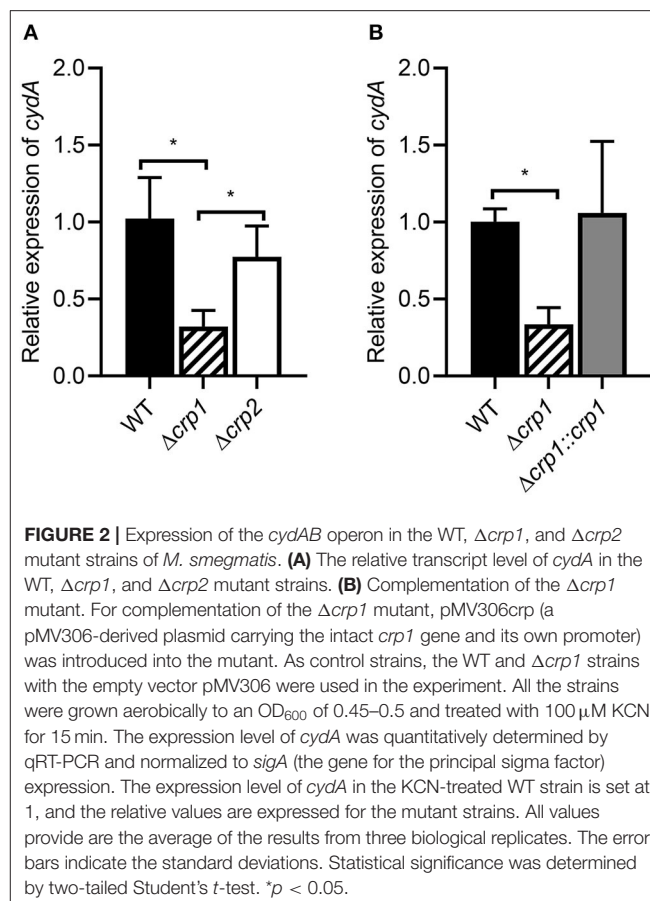 A
B
2.0
1.5
1.0
0.5
0.0
Relative expression of cydA
*
*
WT
Δcrp1
Δcrp2
2.0
1.5
1.0
0.5
0.0
Relative expression of cydA
*
WT
Δcrp1
Δcrp1::crp1
FIGURE 2 | Expression of the cydAB operon in the WT, Δcrp1, and Δcrp2
mutant strains of M. smegmatis. (A) The relative transcript level of cydA in the
WT, Δcrp1, and Δcrp2 mutant strains. (B) Complementation of the Δcrp1
mutant. For complementation of the Δcrp1 mutant, pMV306crp (a
pMV306-derived plasmid carrying the intact crp1 gene and its own promoter)
was introduced into the mutant. As control strains, the WT and Δcrp1 strains
with the empty vector pMV306 were used in the experiment. All the strains
were grown aerobically to an OD600 of 0.45–0.5 and treated with 100 μM KCN
for 15 min. The expression level of cydA was quantitatively determined by
qRT-PCR and normalized to sigA (the gene for the principal sigma factor)
expression. The expression level of cydA in the KCN-treated WT strain is set at
1, and the relative values are expressed for the mutant strains. All values
provide are the average of the results from three biological replicates. The error
bars indicate the standard deviations. Statistical significance was determined
by two-tailed Student's t-test. *p < 0.05.